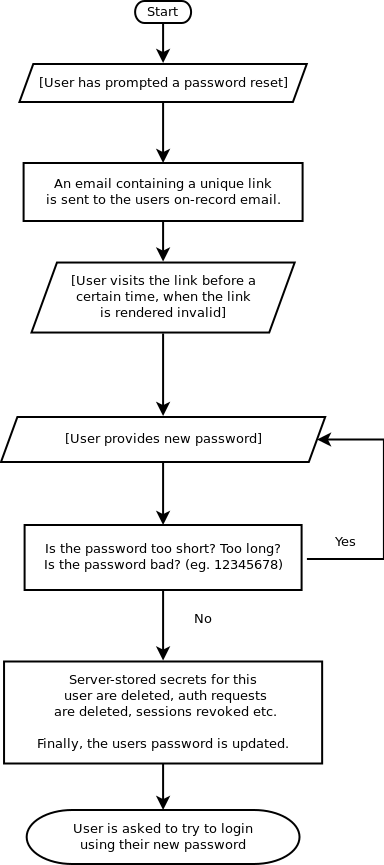 Start
[User has prompted a password reset]
An email containing a unique link
is sent to the users on-record email.
[User visits the link before a
certain time, when the link
is rendered invalid]
[User provides new password]
Is the password too short? Too long?
Is the password bad? (eg. 12345678)
Yes
No
Server-stored secrets for this
user are deleted, auth requests
are deleted, sessions revoked etc.
Finally, the users password is updated.
User is asked to try to login
using their new password